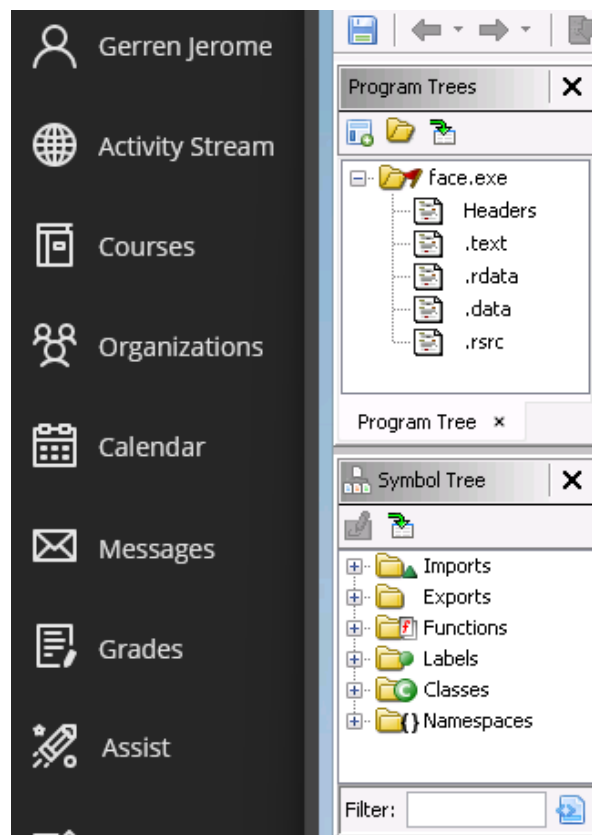 Gerren Jerome
Activity Stream
Courses
Organizations
Calendar
Messages
Grades
Assist
Program Trees
face.exe
Headers
.text
.rdata
.data
.rsrc
Program Tree
Symbol Tree
Imports
Exports
Functions
Labels
Classes
Namespaces
Filter: